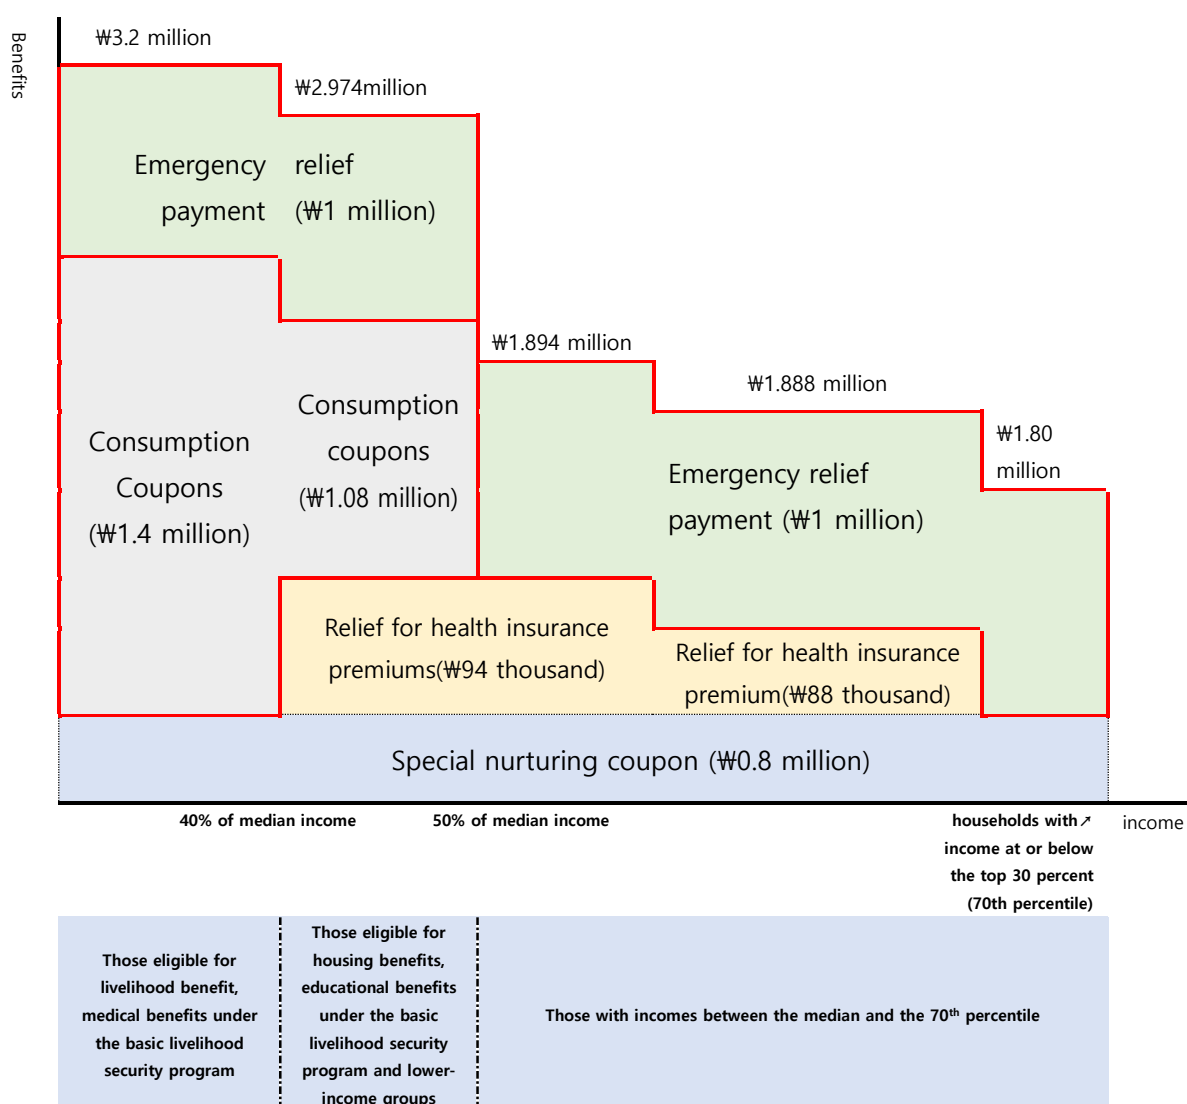 Benefits
₩3.2 million
₩2.974million
Emergency relief
payment (₩1 million)
₩1.894 million
₩1.888 million
₩1.80
million
Consumption
Coupons
(₩1.4 million)
Consumption
coupons
(₩1.08 million)
Emergency relief
payment (₩1 million)
Relief for health insurance
premiums(₩94 thousand)
Relief for health insurance
premium(₩88 thousand)
Special nurturing coupon (₩0.8 million)
40% of median income
50% of median income
households with↗
income at or below
the top 30 percent
(70th percentile)
income
Those eligible for
livelihood benefit,
medical benefits under
the basic livelihood
security program
Those eligible for
housing benefits,
educational benefits
under the basic
livelihood security
program and lower-
income groups
Those with incomes between the median and the 70th percentile